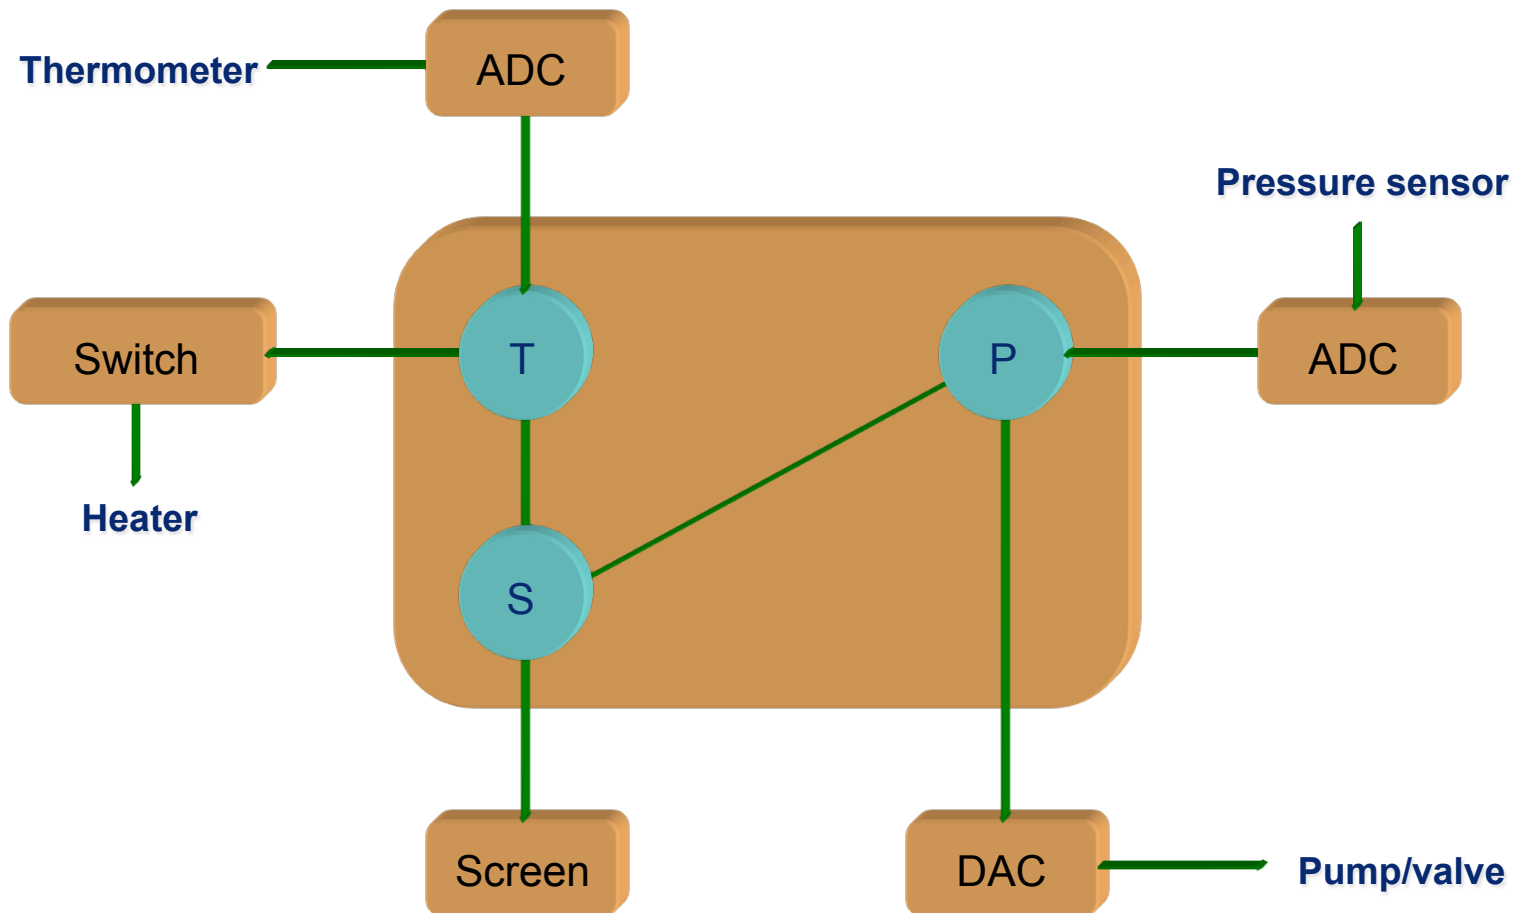 ADC
Thermometer
Pressure sensor
Switch
T
P
ADC
Heater
S
Screen
DAC
Pump/valve